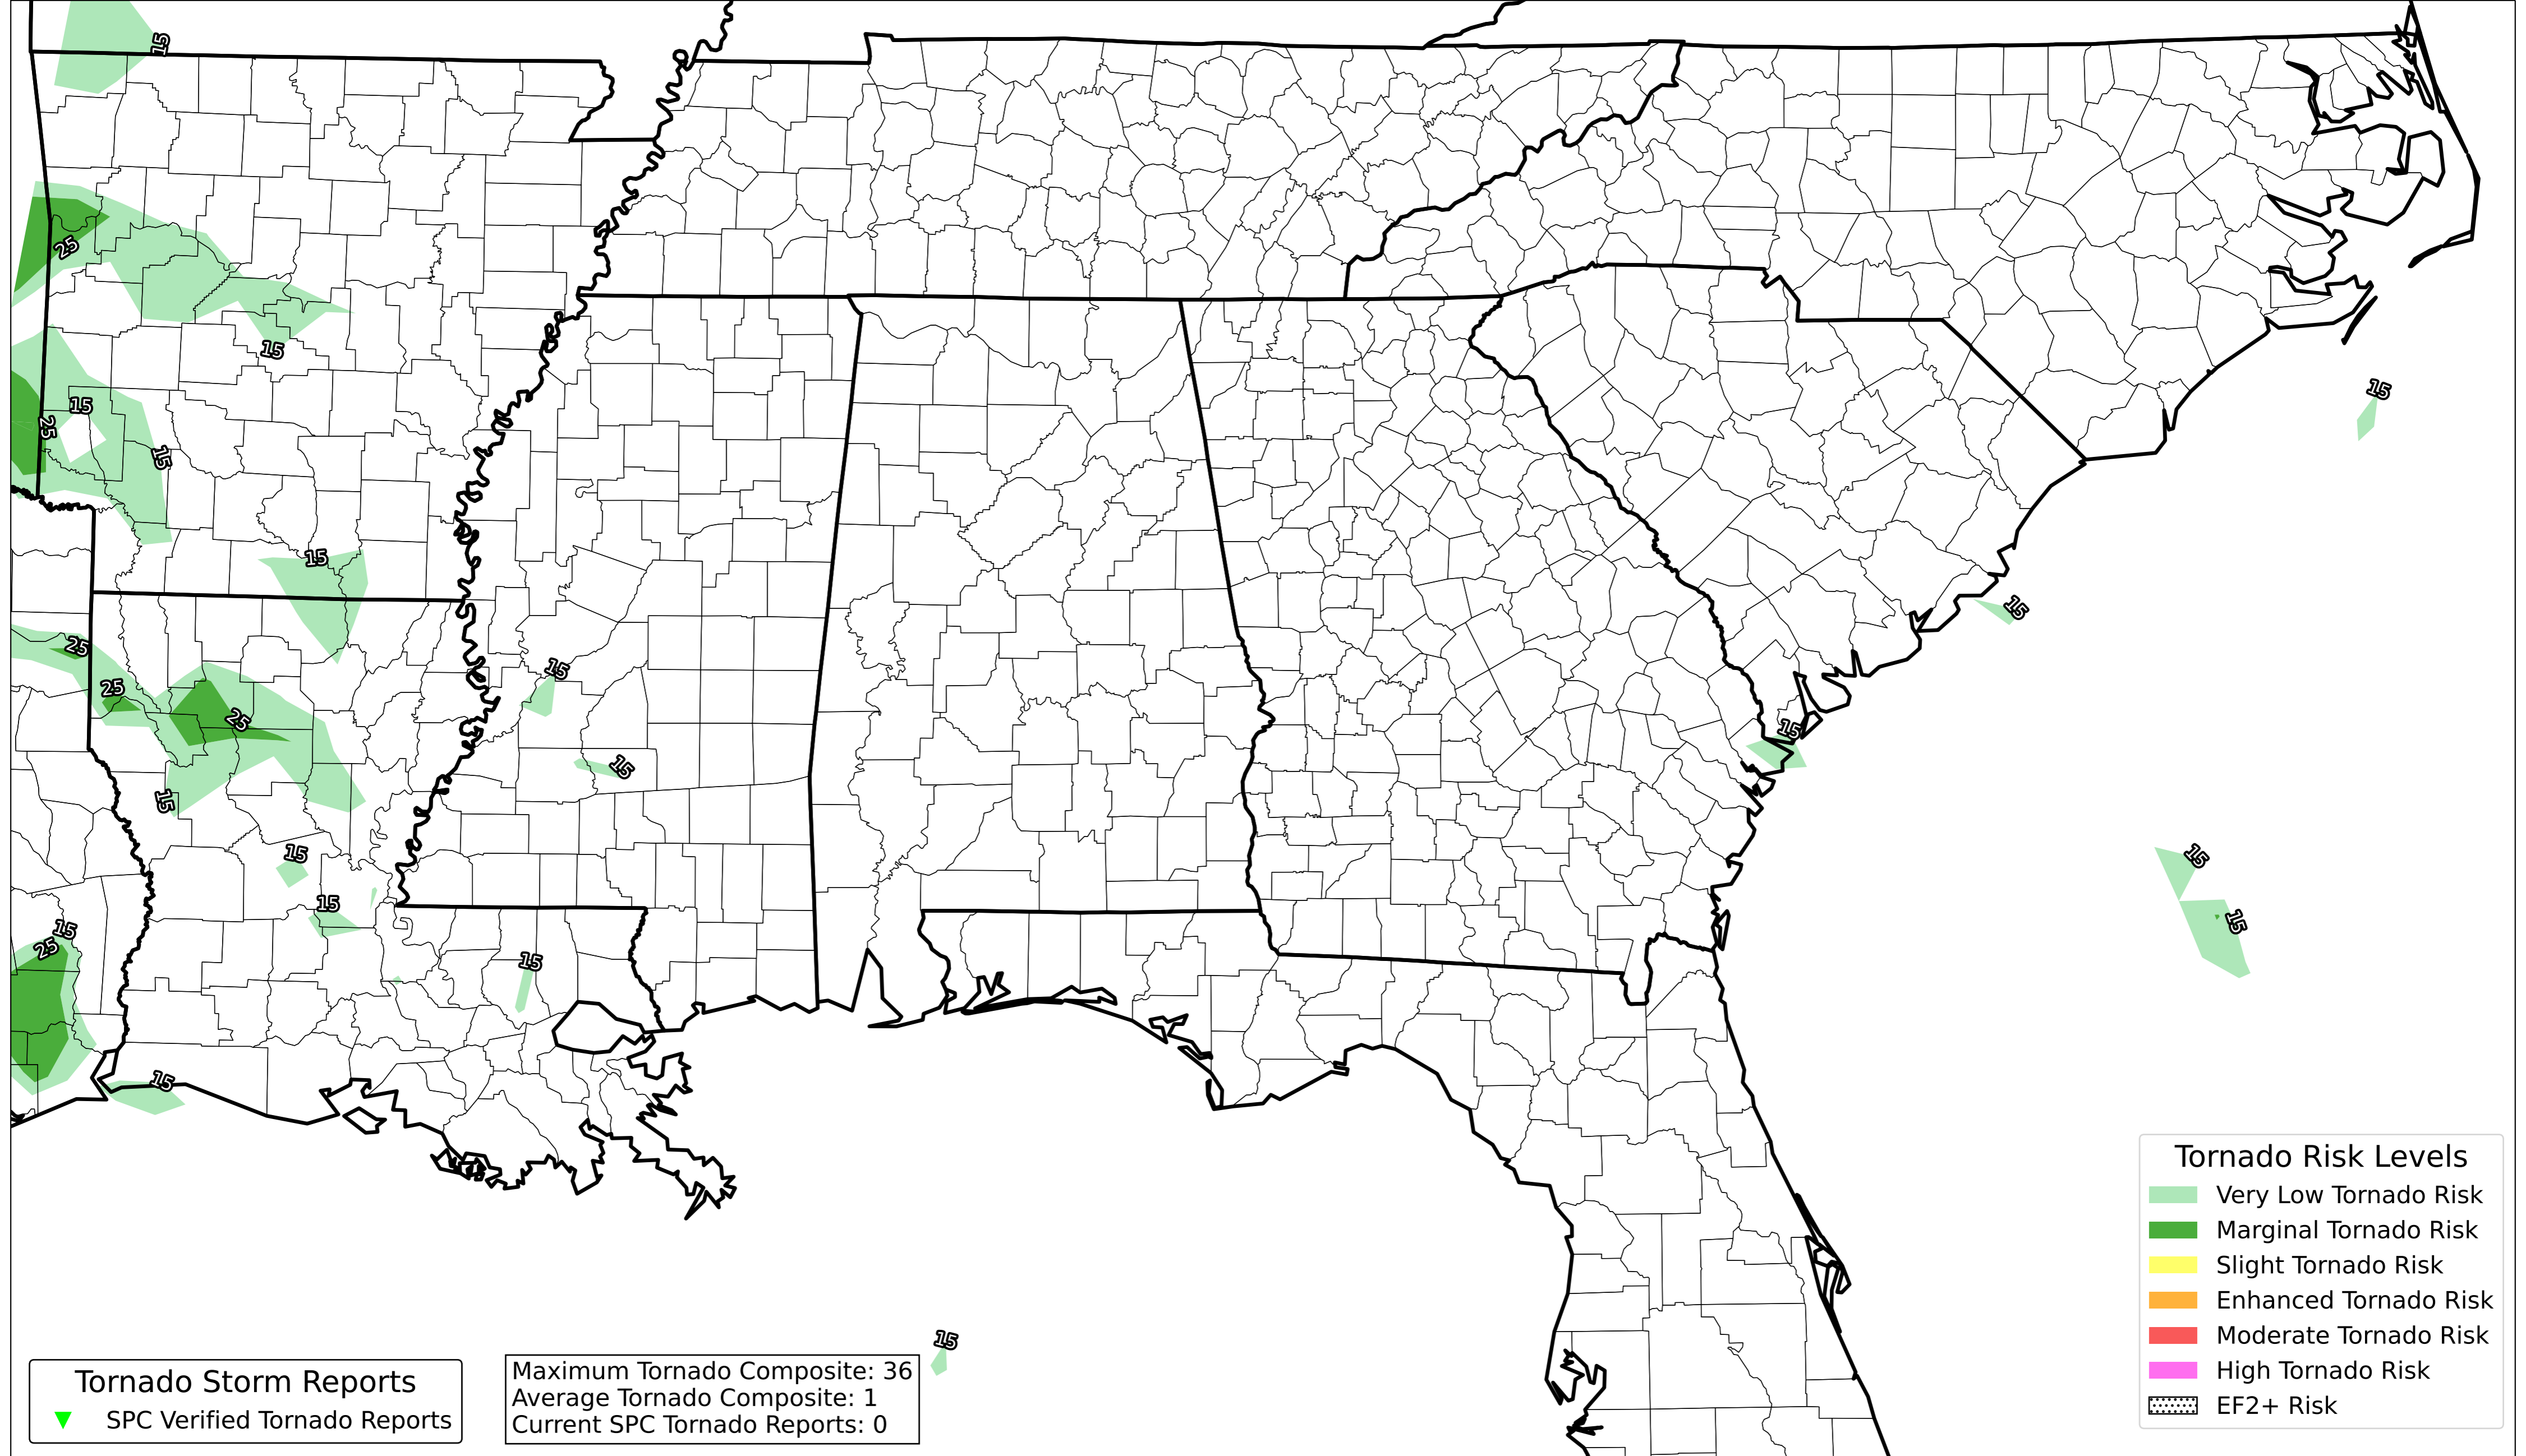 15
25
15
15
25
15
15
15
25
25
15
25
15
15
15
15
15
15
15
15
25
15
15
15
15
Tornado Risk Levels
Very Low Tornado Risk
Marginal Tornado Risk
Slight Tornado Risk
Enhanced Tornado Risk
Moderate Tornado Risk
High Tornado Risk
EF2+ Risk
Tornado Storm Reports
SPC Verified Tornado Reports
Maximum Tornado Composite: 36
Average Tornado Composite: 1
Current SPC Tornado Reports: 0